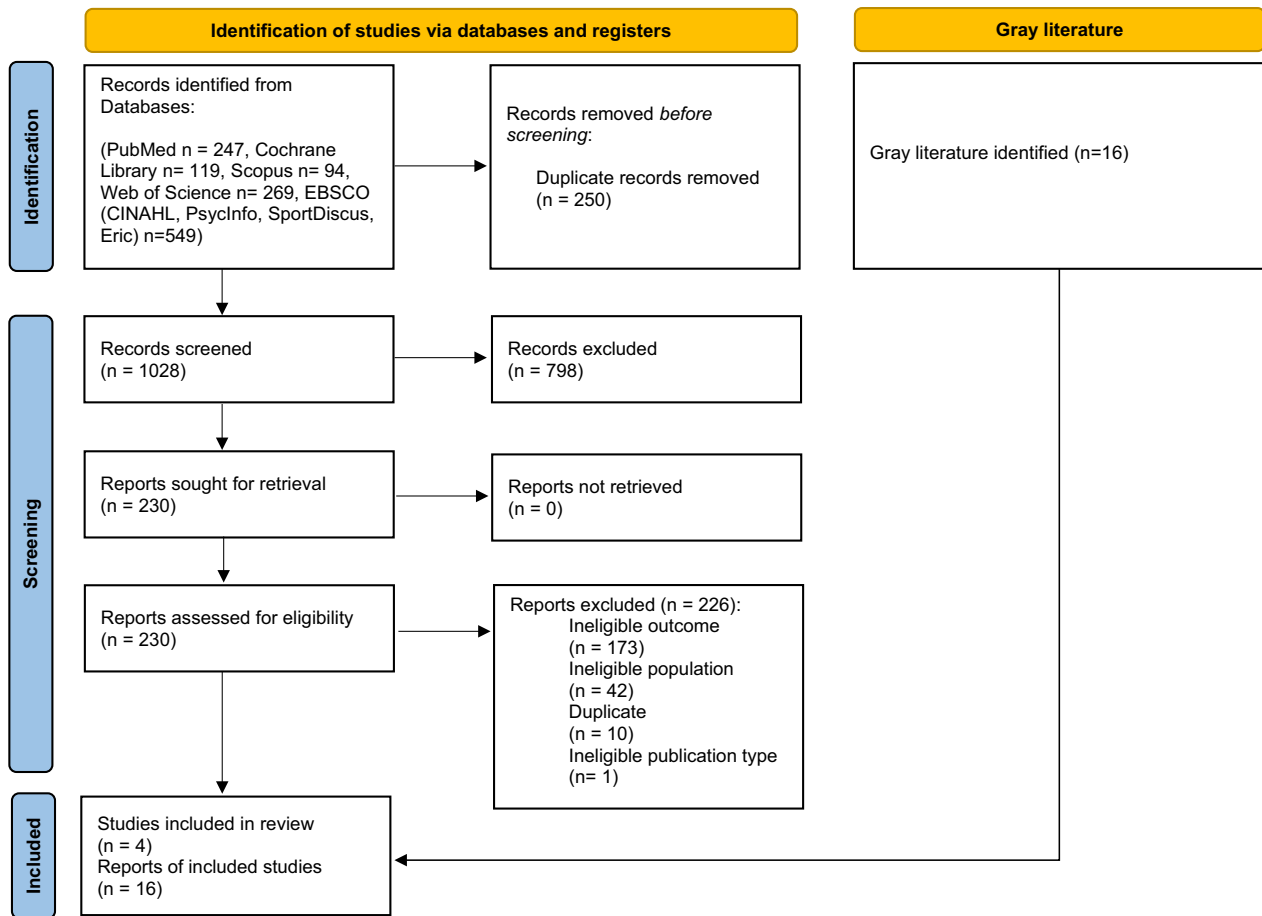 Identification of studies via databases and registers
Gray literature
Identification
Records identified from
Databases:
(PubMed n = 247, Cochrane
Library n= 119, Scopus n= 94,
Web of Science n= 269, EBSCO
(CINAHL, PsycInfo, SportDiscus,
Eric) n=549)
Records removed before
screening:
Duplicate records removed
(n = 250)
Gray literature identified (n=16)
Screening
Records screened
(n = 1028)
Records excluded
(n = 798)
Reports sought for retrieval
(n = 230)
Reports not retrieved
(n = 0)
Reports assessed for eligibility
(n = 230)
Reports excluded (n = 226):
Ineligible outcome
(n = 173)
Ineligible population
(n = 42)
Duplicate
(n = 10)
Ineligible publication type
(n= 1)
Included
Studies included in review
(n = 4)
Reports of included studies
(n = 16)